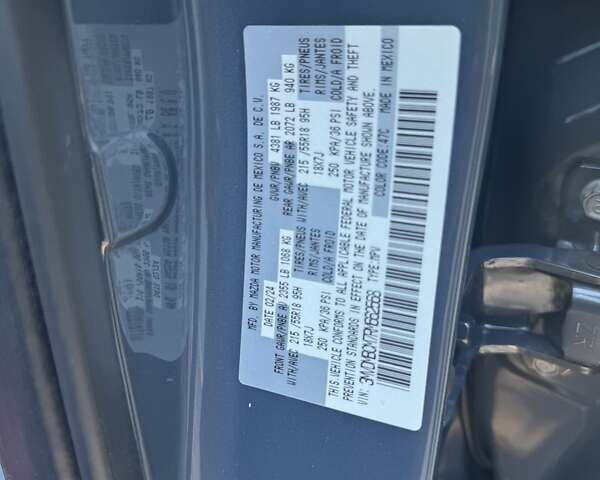 MFD. BY MAZDA MOTOR MANUFACTURING DE MEXICO S.A. DE C.V.
DATE 02/24 GVWR/PNBV 4381 LB 1987 KG
FRONT GAWR/PNBE AV 2355 LB 1068 KG REAR GAWR/PNBE AR 2072 LB 940 KG
WITH/AVEC 215/55R18 95H TIRES/PNEUS WITH/AVEC 215/55R18 95H TIRES/PNEUS
18X7J RIMS/JANTES 18X7J RIMS/JANTES
250 KPA/36 PSI COLD/A FROID 250 KPA/36 PSI COLD/A FROID
THIS VEHICLE CONFORMS TO ALL APPLICABLE FEDERAL MOTOR VEHICLE SAFETY AND THEFT
PREVENTION STANDARDS IN EFFECT ON THE DATE OF MANUFACTURE SHOWN ABOVE.
TYPE:MPV COLOR CODE:47C MADE IN MEXICO
VIN: